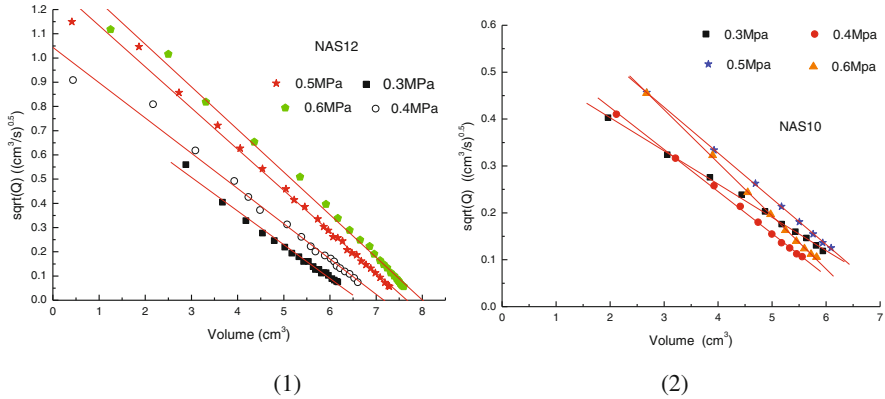 1.2
1.1
1.0
0.9
0.8
0.7
0.6
0.5
0.4
0.3
0.2
0.1
0.0
sqrt(Q) ((cm³/s)^0.5)
NAS12
0.5MPa
0.3MPa
0.6MPa
0.4MPa
0 1 2 3 4 5 6 7 8
Volume (cm³)
(1)
0.6
0.5
0.4
0.3
0.2
0.1
0.0
sqrt(Q) ((cm³/s)^0.5)
0.3Mpa
0.4Mpa
0.5Mpa
0.6Mpa
NAS10
0 1 2 3 4 5 6 7
Volume (cm³)
(2)